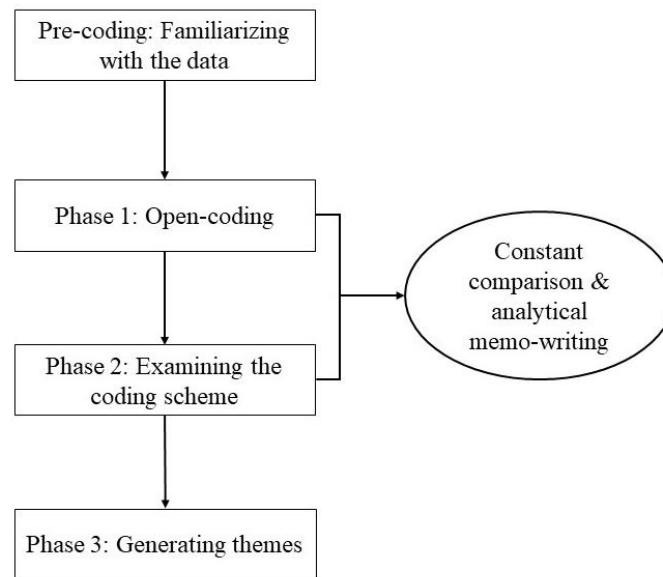 Pre-coding: Familiarizing
with the data
Phase 1: Open-coding
Constant
comparison &
analytical
memo-writing
Phase 2: Examining the
coding scheme
Phase 3: Generating themes